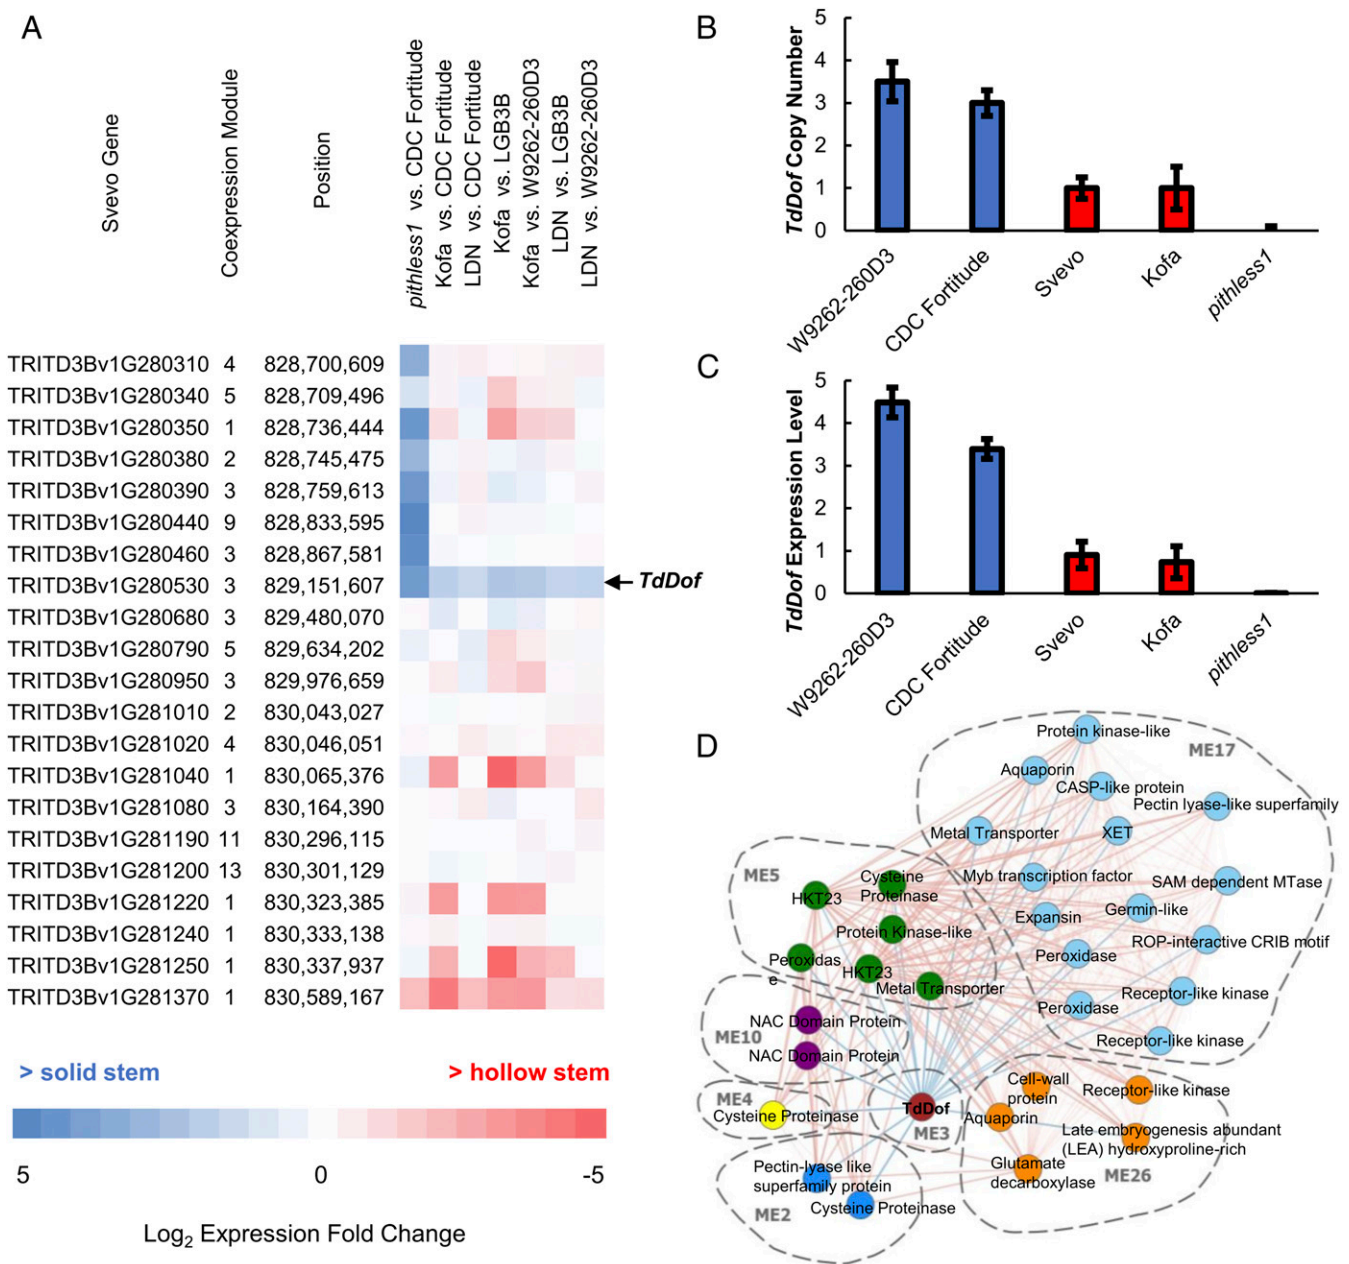 A
Svevo Gene
Coexpression Module
Position
pithless1 vs. CDC Fortitude
Kofa vs. CDC Fortitude
LDN vs. CDC Fortitude
Kofa vs. LGB3B
Kofa vs. W9262-260D3
LDN vs. LGB3B
LDN vs. W9262-260D3
TRITD3Bv1G280310 4 828,700,609
TRITD3Bv1G280340 5 828,709,496
TRITD3Bv1G280350 1 828,736,444
TRITD3Bv1G280380 2 828,745,475
TRITD3Bv1G280390 3 828,759,613
TRITD3Bv1G280440 9 828,833,595
TRITD3Bv1G280460 3 828,867,581
TRITD3Bv1G280530 3 829,151,607 TdDof
TRITD3Bv1G280680 3 829,480,070
TRITD3Bv1G280790 5 829,634,202
TRITD3Bv1G280950 3 829,976,659
TRITD3Bv1G281010 2 830,043,027
TRITD3Bv1G281020 4 830,046,051
TRITD3Bv1G281040 1 830,065,376
TRITD3Bv1G281080 3 830,164,390
TRITD3Bv1G281190 11 830,296,115
TRITD3Bv1G281200 13 830,301,129
TRITD3Bv1G281220 1 830,323,385
TRITD3Bv1G281240 1 830,333,138
TRITD3Bv1G281250 1 830,337,937
TRITD3Bv1G281370 1 830,589,167
> solid stem > hollow stem
5 0 -5
Log2 Expression Fold Change
B
TdDof Copy Number
5
4
3
2
1
0
W9262-260D3
CDC Fortitude
Svevo
Kofa
pithless1
C
TdDof Expression Level
5
4
3
2
1
0
W9262-260D3
CDC Fortitude
Svevo
Kofa
pithless1
D
Protein kinase-like
ME17
Aquaporin
CASP-like protein
Pectin lyase-like superfamily
Metal Transporter
XET
Myb transcription factor
SAM dependent MTase
Expansin
Germin-like
ROP-interactive CRIB motif
Peroxidase
Receptor-like kinase
Peroxidase
Receptor-like kinase
ME5
Cysteine
Proteinase
HKT23
Protein Kinase-like
Peroxidas
e
HKT23
Metal Transporter
NAC Domain Protein
ME10
NAC Domain Protein
ME4
Cysteine Proteinase
TdDof
ME3
Pectin-lyase like
superfamily protein
Cysteine Proteinase
ME2
Cell-wall
protein
Receptor-like kinase
Aquaporin
Late embryogenesis abundant
(LEA) hydroxyproline-rich
Glutamate
decarboxylase
ME26